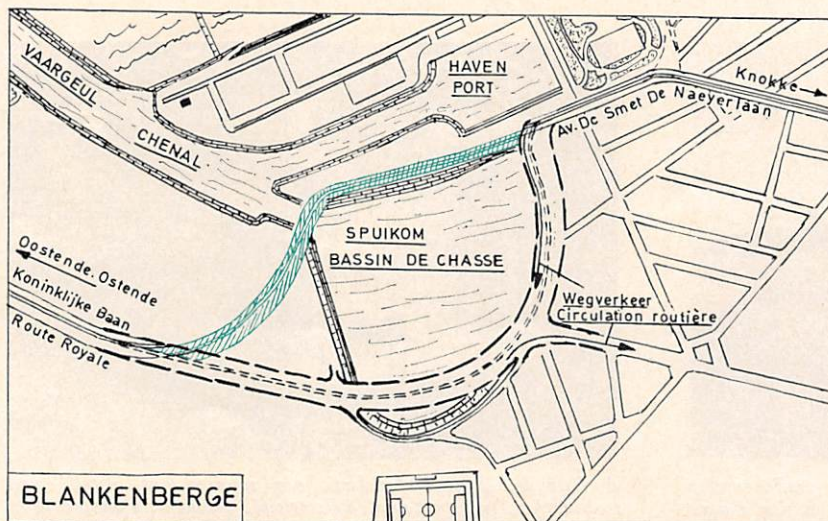 VAARGEUL
CHENAL
HAVEN
PORT
Knokke
Av. De Smet De Naeyerlaan
SPUIKOM
BASSIN DE CHASSE
Oostende. Ostende
Koninklijke Baan
Route Royale
Wegverkeer
Circulation routière
BLANKENBERGE